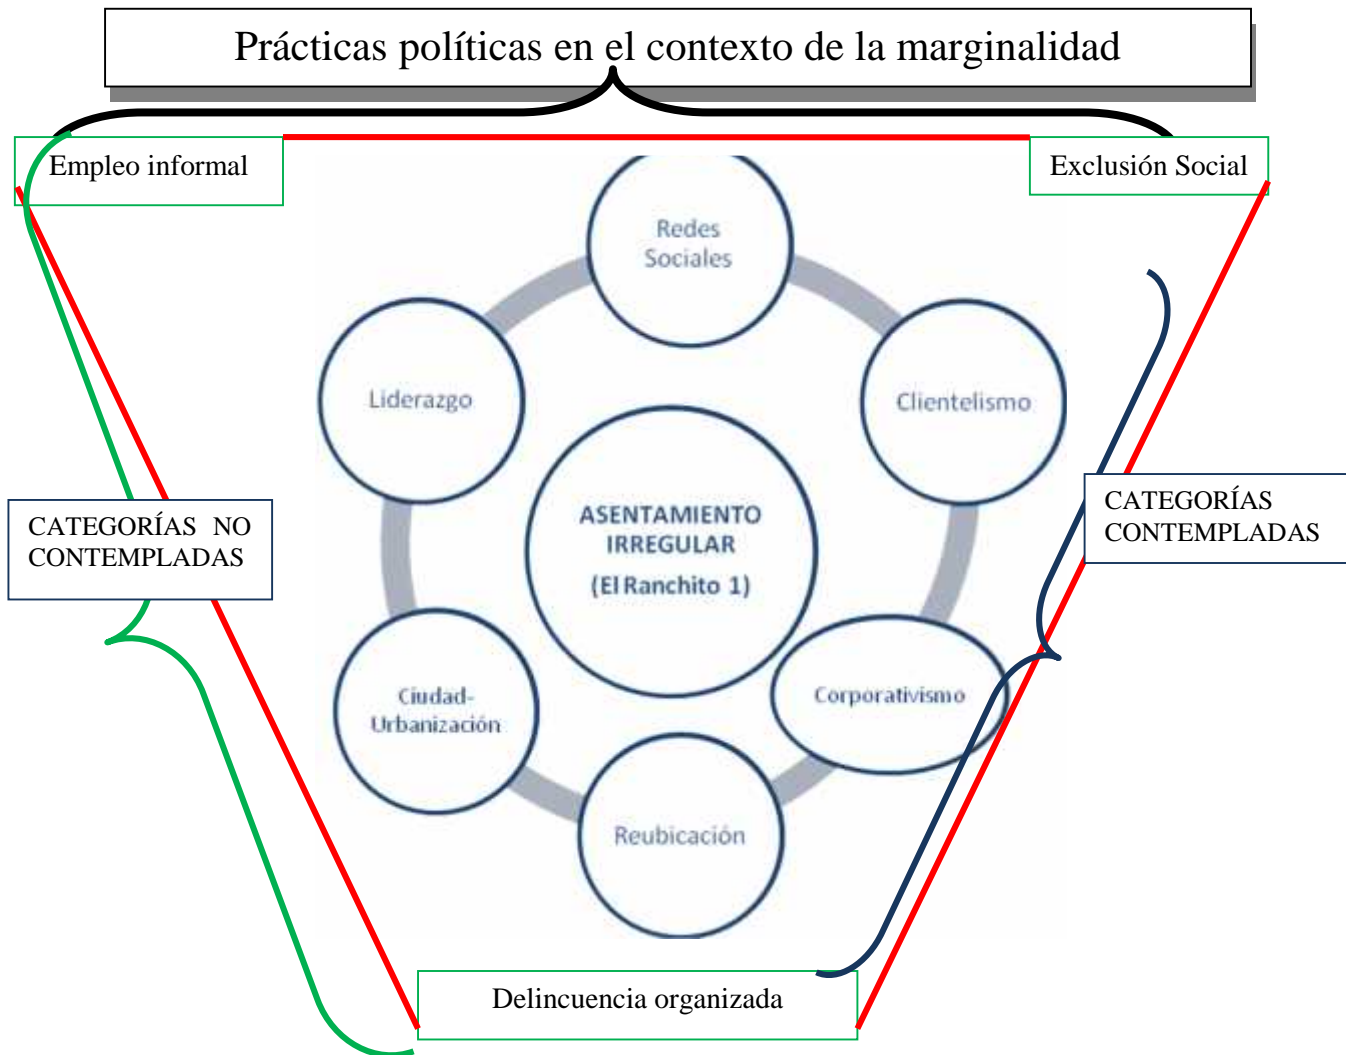 Prácticas políticas en el contexto de la marginalidad
Empleo informal
Exclusión Social
Redes
Sociales
Liderazgo
Clientelismo
CATEGORÍAS NO
CONTEMPLADAS
ASENTAMIENTO
IRREGULAR
(El Ranchito 1)
CATEGORÍAS
CONTEMPLADAS
Ciudad-
Urbanización
Corporativismo
Reubicación
Delincuencia organizada